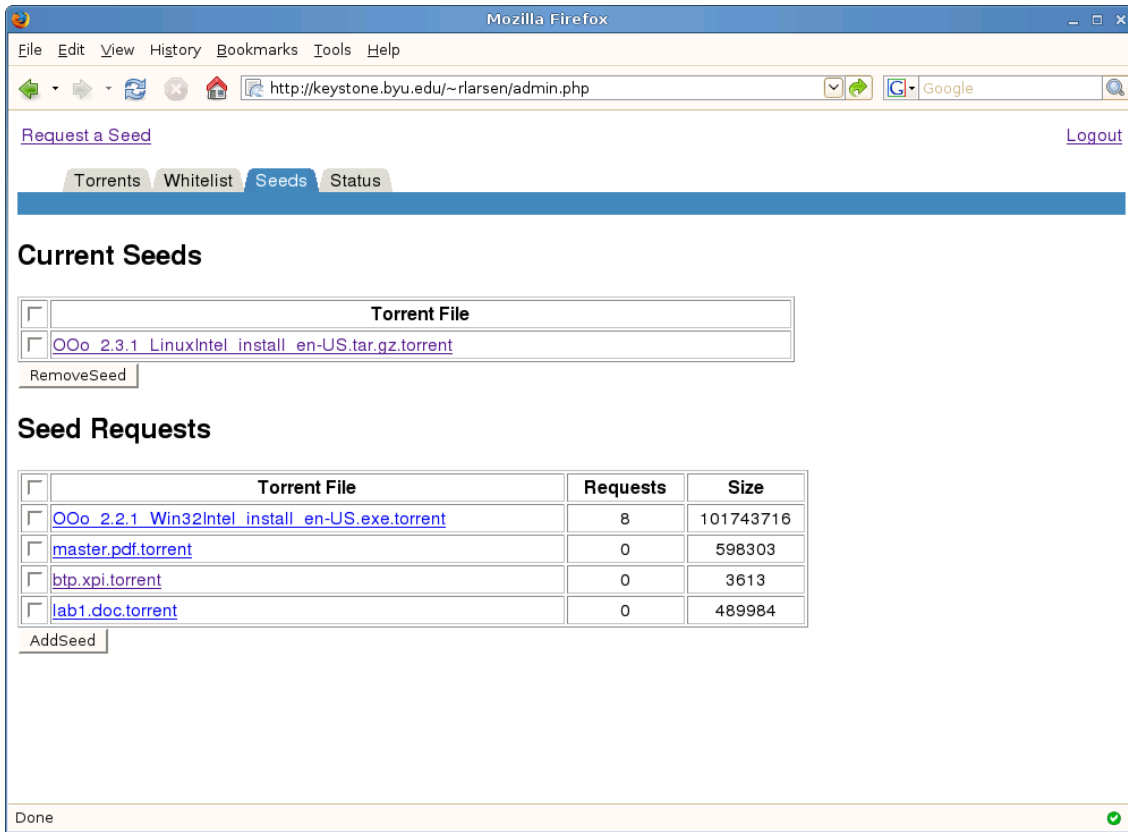 Mozilla Firefox
File Edit View History Bookmarks Tools Help
http://keystone.byu.edu/~rlarsen/admin.php G Google
Request a Seed Logout
Torrents Whitelist Seeds Status
Current Seeds
Torrent File
OOo_2.3.1_LinuxIntel_install_en-US.tar.gz.torrent
RemoveSeed
Seed Requests
Torrent File Requests Size
OOo_2.2.1_Win32Intel_install_en-US.exe.torrent 8 101743716
master.pdf.torrent 0 598303
btp.xpi.torrent 0 3613
lab1.doc.torrent 0 489984
AddSeed
Done